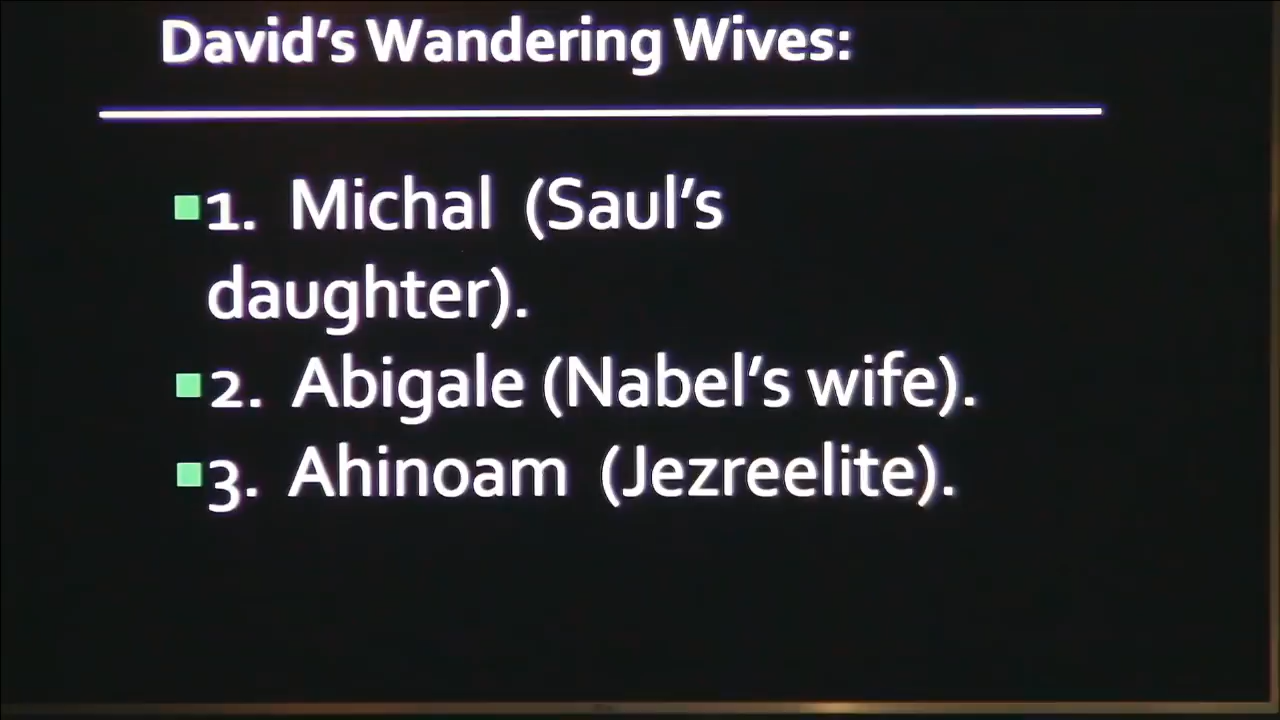 David’s Wandering Wives:
1. Michal (Saul’s
daughter).
2. Abigale (Nabel’s wife).
3. Ahinoam (Jezreelite).